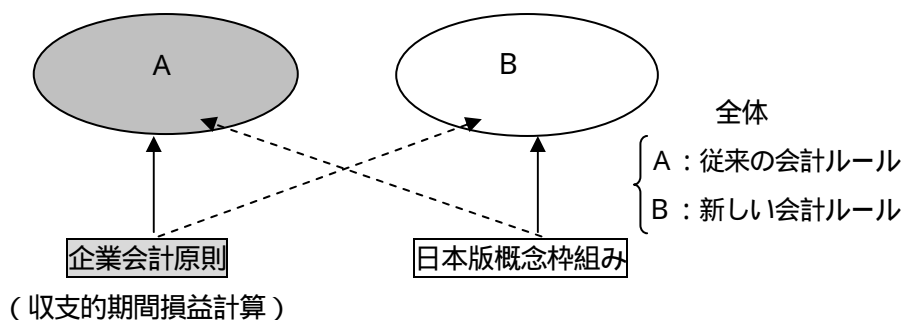 A
B
全体
A：従来の会計ルール
B：新しい会計ルール
企業会計原則
日本版概念枠組み
（収支的期間損益計算）